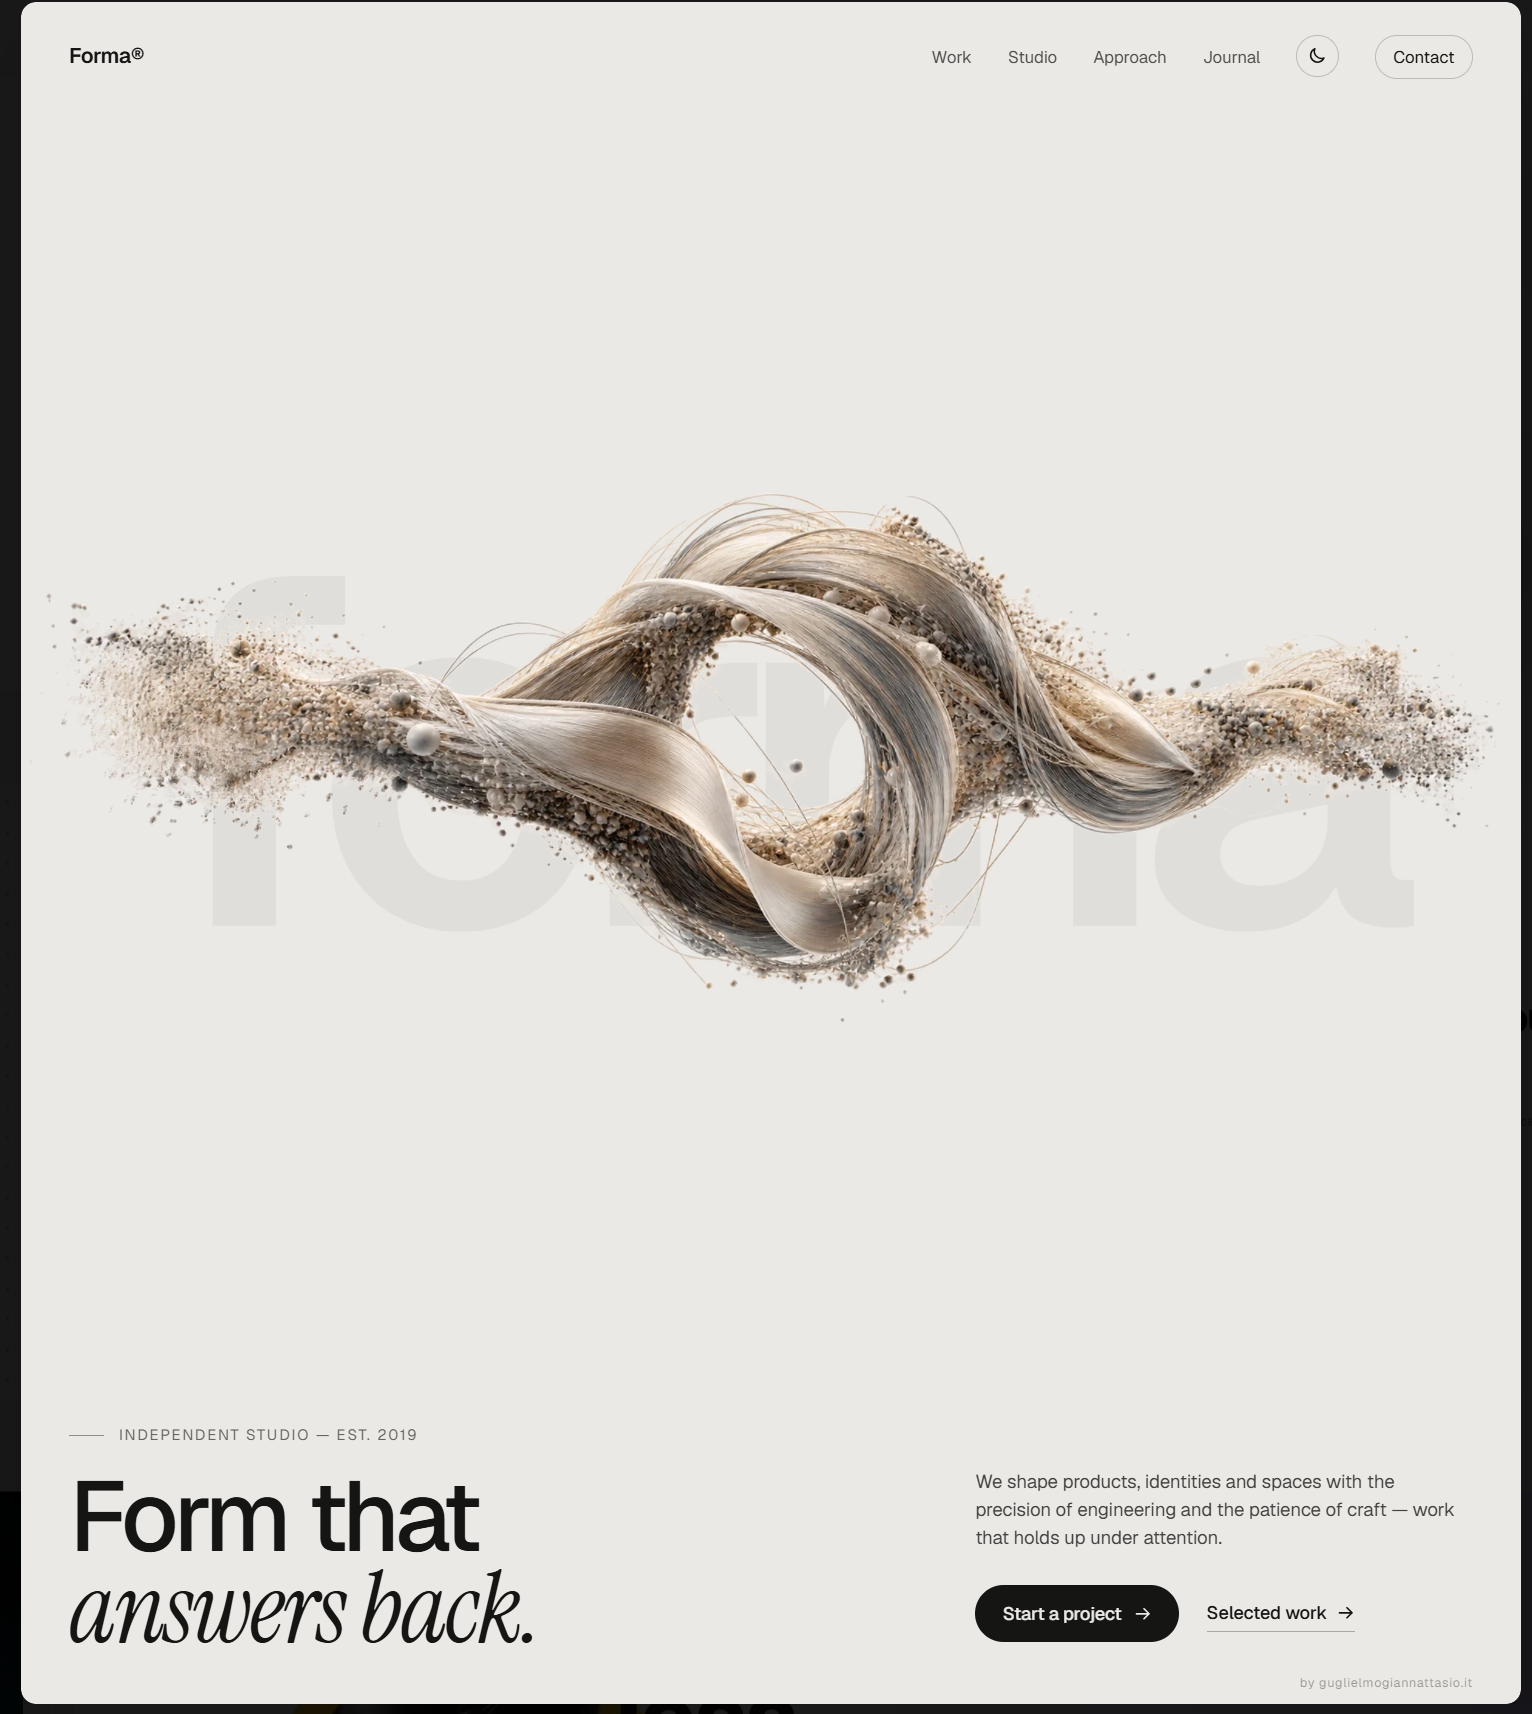 Forma®
Work
Studio
Approach
Journal
Contact
forma
INDEPENDENT STUDIO — EST. 2019
Form that
answers back.
We shape products, identities and spaces with the
precision of engineering and the patience of craft — work
that holds up under attention.
Start a project →
Selected work →
by guglielmogiannattasio.it